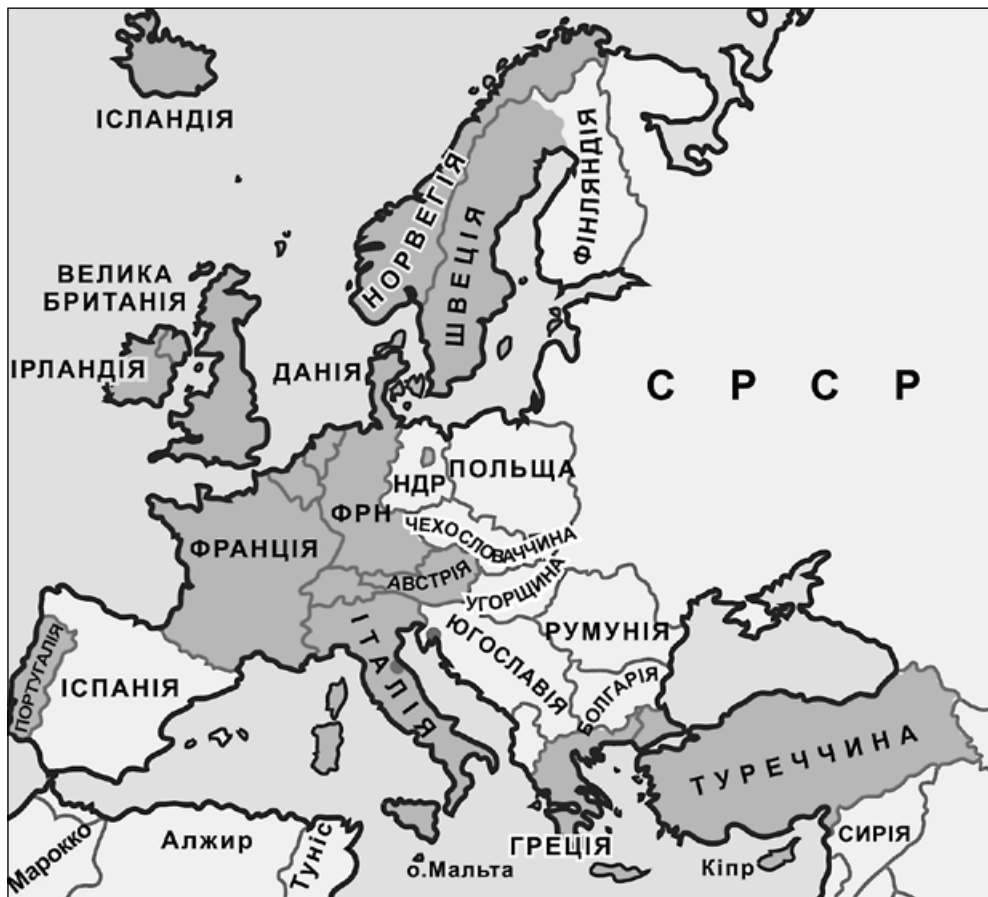 ІСЛАНДІЯ
НОРВЕГІЯ
ШВЕЦІЯ
ФІНЛЯНДІЯ
ВЕЛИКА
БРИТАНІЯ
ІРЛАНДІЯ
ДАНІЯ
С Р С Р
НДР
ПОЛЬЩА
ФРН
ЧЕХОСЛОВАЧЧИНА
ФРАНЦІЯ
АВСТРІЯ
УГОРЩИНА
ІТАЛІЯ
ЮГОСЛАВІЯ
РУМУНІЯ
БОЛГАРІЯ
ПОРТУГАЛІЯ
ІСПАНІЯ
ТУРЕЧЧИНА
ГРЕЦІЯ
Марокко
Алжир
Туніс
о.Мальта
Кіпр
СИРІЯ